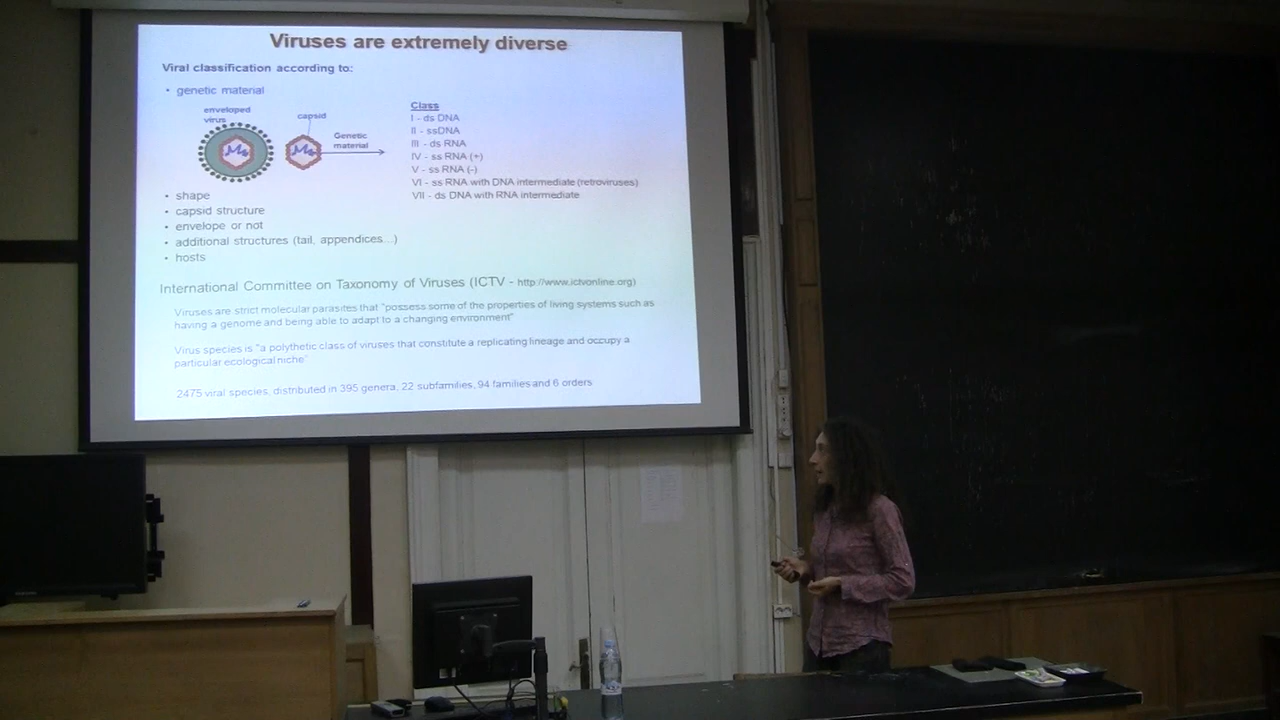 Viruses are extremely diverse
Viral classification according to:
• genetic material
enveloped
virus
capsid
Genetic
material
Class
I - ds DNA
II - ssDNA
III - ds RNA
IV - ss RNA (+)
V - ss RNA (-)
VI - ss RNA with DNA intermediate (retroviruses)
VII - ds DNA with RNA intermediate
• shape
• capsid structure
• envelope or not
• additional structures (tail, appendices...)
• hosts
International Committee on Taxonomy of Viruses (ICTV - http://www.ictvonline.org)
Viruses are strict molecular parasites that "possess some of the properties of living systems such as
having a genome and being able to adapt to a changing environment"
Virus species is "a polythetic class of viruses that constitute a replicating lineage and occupy a
particular ecological niche"
2475 viral species, distributed in 395 genera, 22 subfamilies, 94 families and 6 orders